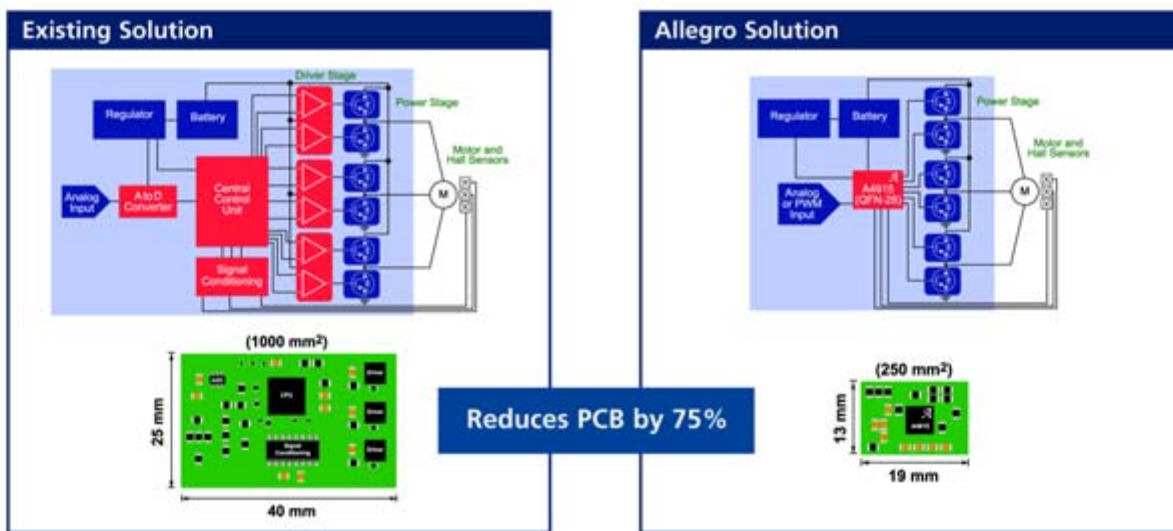 Existing Solution
Driver Stage
Power Stage
Regulator
Battery
Motor and
Hall Sensors
Analog
Input
A to D
Converter
Central
Control
Unit
M
Signal
Conditioning
(1000 mm²)
25 mm
CPU
Driver
Driver
Driver
Signal
Conditioning
40 mm
Reduces PCB by 75%
Allegro Solution
Power Stage
Regulator
Battery
Motor and
Hall Sensors
Analog
or PWM
Input
A4915
(QFN-28)
M
(250 mm²)
13 mm
A4915
19 mm